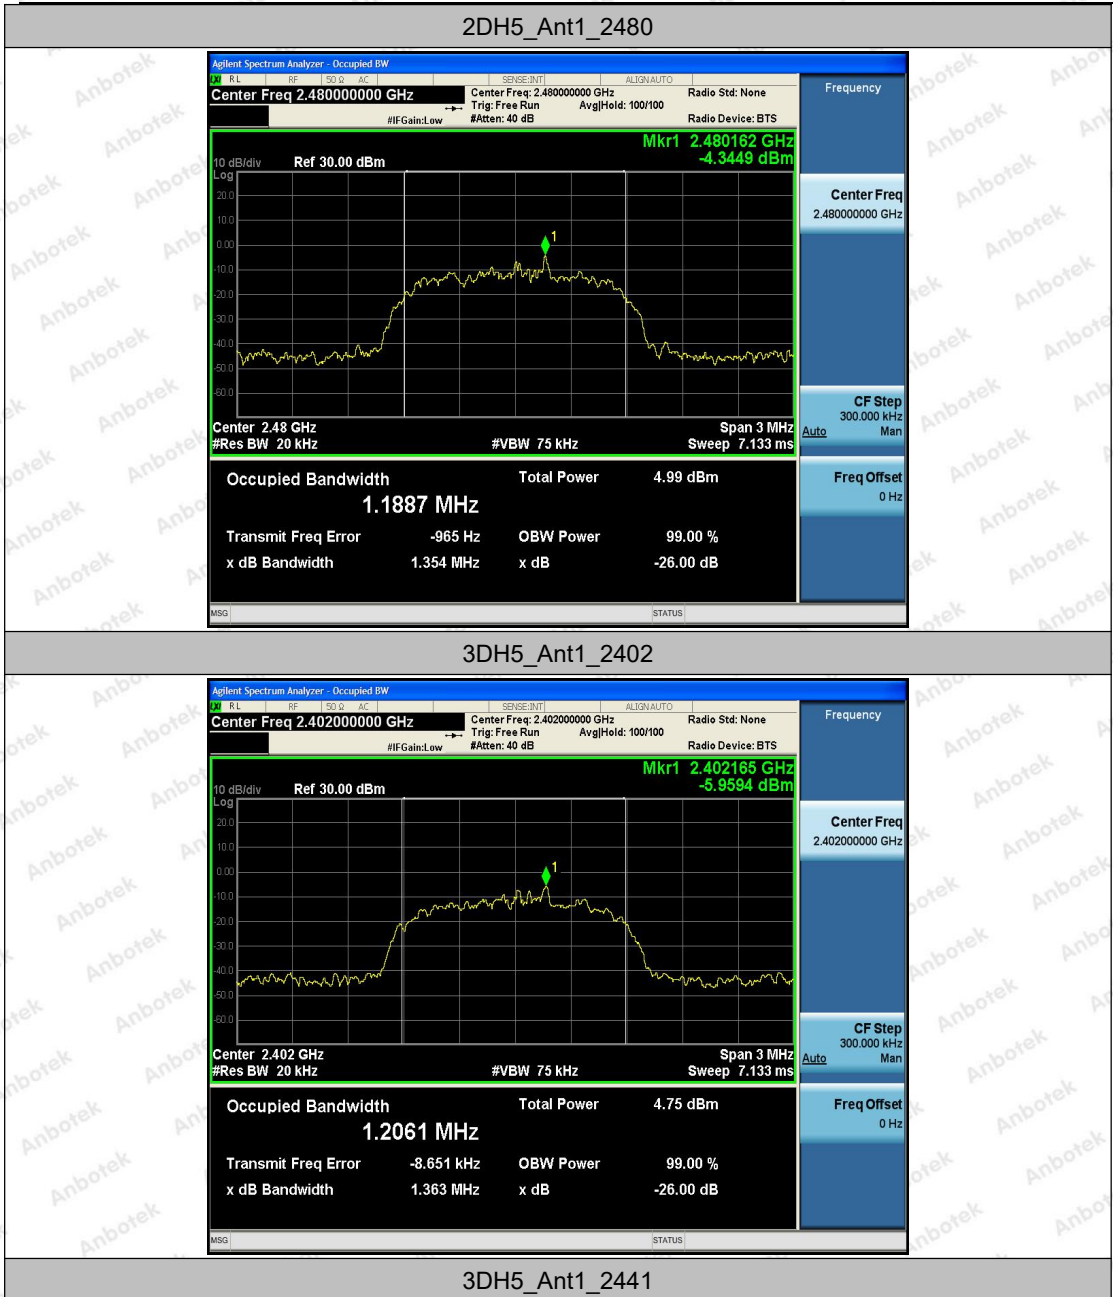 2DH5_Ant1_2480
Agilent Spectrum Analyzer - Occupied BW
LXI RL RF 50 Ω AC SENSE:INT ALIGNAUTO
Center Freq 2.480000000 GHz
Center Freq: 2.480000000 GHz
Radio Std: None
Trig: Free Run Avg|Hold: 100/100
#IFGain:Low
#Atten: 40 dB
Radio Device: BTS
Mkr1 2.480162 GHz
-4.3449 dBm
10 dB/div Ref 30.00 dBm
Log
20.0
10.0
0.00
-10.0
-20.0
-30.0
-40.0
-50.0
-60.0
1
Center 2.48 GHz
Span 3 MHz
#Res BW 20 kHz
#VBW 75 kHz
Sweep 7.133 ms
Occupied Bandwidth
Total Power 4.99 dBm
1.1887 MHz
Transmit Freq Error -965 Hz OBW Power 99.00 %
x dB Bandwidth 1.354 MHz x dB -26.00 dB
MSG STATUS
Frequency
Center Freq
2.480000000 GHz
CF Step
300.000 kHz
Auto Man
Freq Offset
0 Hz
3DH5_Ant1_2402
Agilent Spectrum Analyzer - Occupied BW
LXI RL RF 50 Ω AC SENSE:INT ALIGNAUTO
Center Freq 2.402000000 GHz
Center Freq: 2.402000000 GHz
Radio Std: None
Trig: Free Run Avg|Hold: 100/100
#IFGain:Low
#Atten: 40 dB
Radio Device: BTS
Mkr1 2.402165 GHz
-5.9594 dBm
10 dB/div Ref 30.00 dBm
Log
20.0
10.0
0.00
-10.0
-20.0
-30.0
-40.0
-50.0
-60.0
1
Center 2.402 GHz
Span 3 MHz
#Res BW 20 kHz
#VBW 75 kHz
Sweep 7.133 ms
Occupied Bandwidth
Total Power 4.75 dBm
1.2061 MHz
Transmit Freq Error -8.651 kHz OBW Power 99.00 %
x dB Bandwidth 1.363 MHz x dB -26.00 dB
MSG STATUS
Frequency
Center Freq
2.402000000 GHz
CF Step
300.000 kHz
Auto Man
Freq Offset
0 Hz
3DH5_Ant1_2441